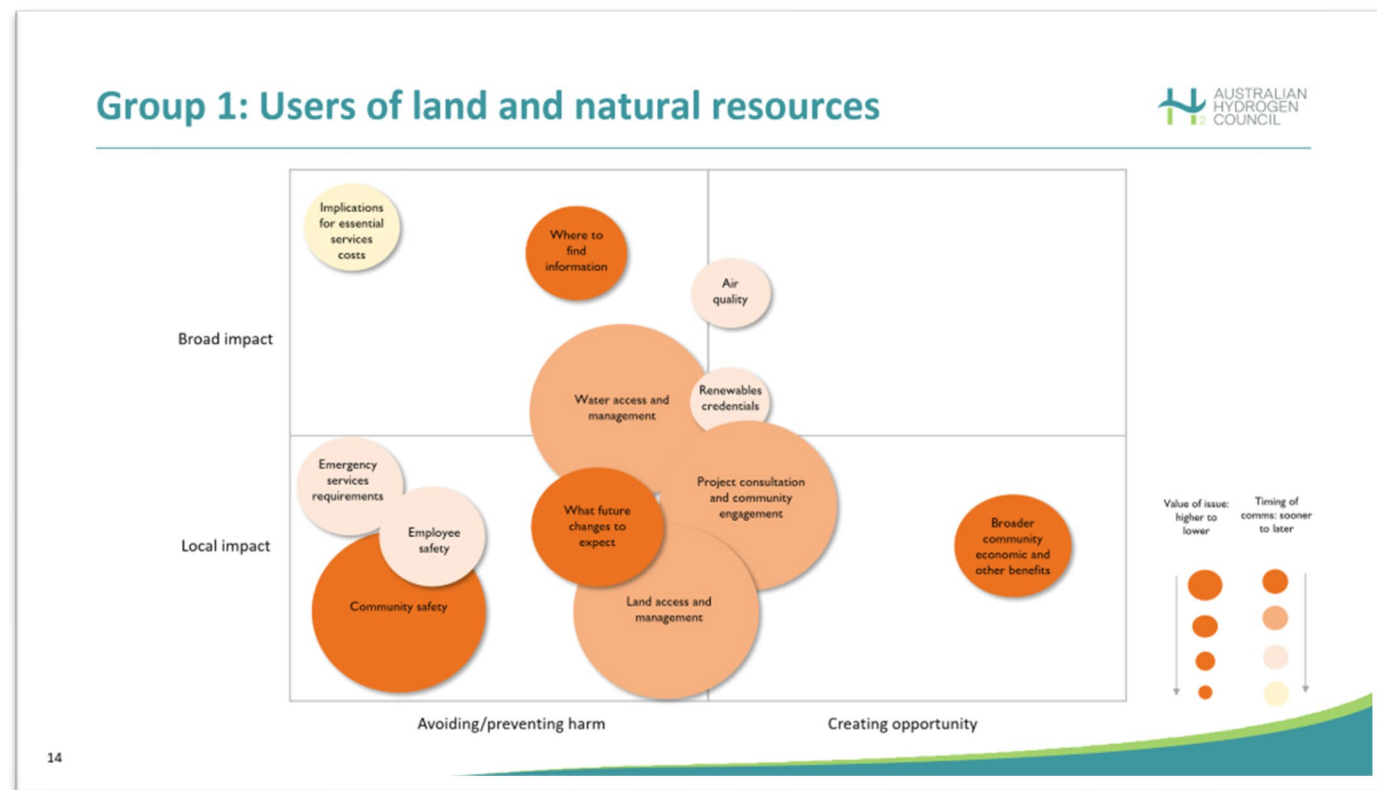 Group 1: Users of land and natural resources
AUSTRALIAN
HYDROGEN
COUNCIL
H2
Implications
for essential
services
costs
Where to
find
information
Air
quality
Broad impact
Water access and
management
Renewables
credentials
Emergency
services
requirements
Employee
safety
What future
changes to
expect
Project consultation
and community
engagement
Broader
community
economic and
other benefits
Local impact
Community safety
Land access and
management
Value of issue:
higher to
lower
Timing of
comms: sooner
to later
Avoiding/preventing harm
Creating opportunity
14